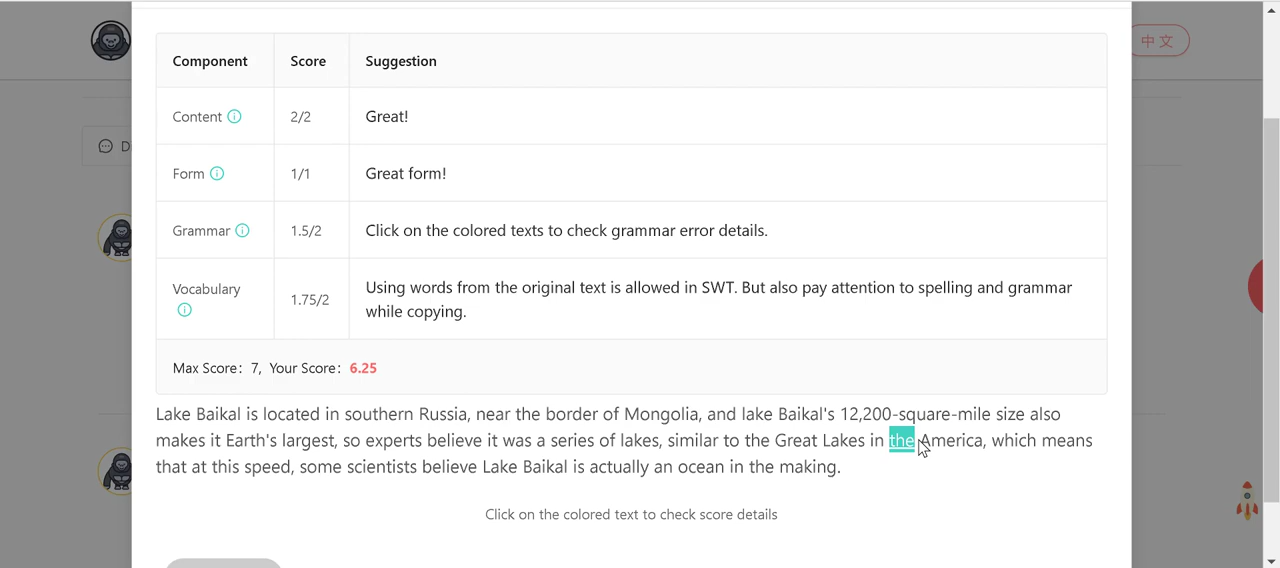 中文
D
Component Score Suggestion
Content 2/2 Great!
Form 1/1 Great form!
Grammar 1.5/2 Click on the colored texts to check grammar error details.
Vocabulary 1.75/2 Using words from the original text is allowed in SWT. But also pay attention to spelling and grammar
while copying.
Max Score: 7, Your Score: 6.25
Lake Baikal is located in southern Russia, near the border of Mongolia, and lake Baikal's 12,200-square-mile size also
makes it Earth's largest, so experts believe it was a series of lakes, similar to the Great Lakes in the America, which means
that at this speed, some scientists believe Lake Baikal is actually an ocean in the making.
Click on the colored text to check score details